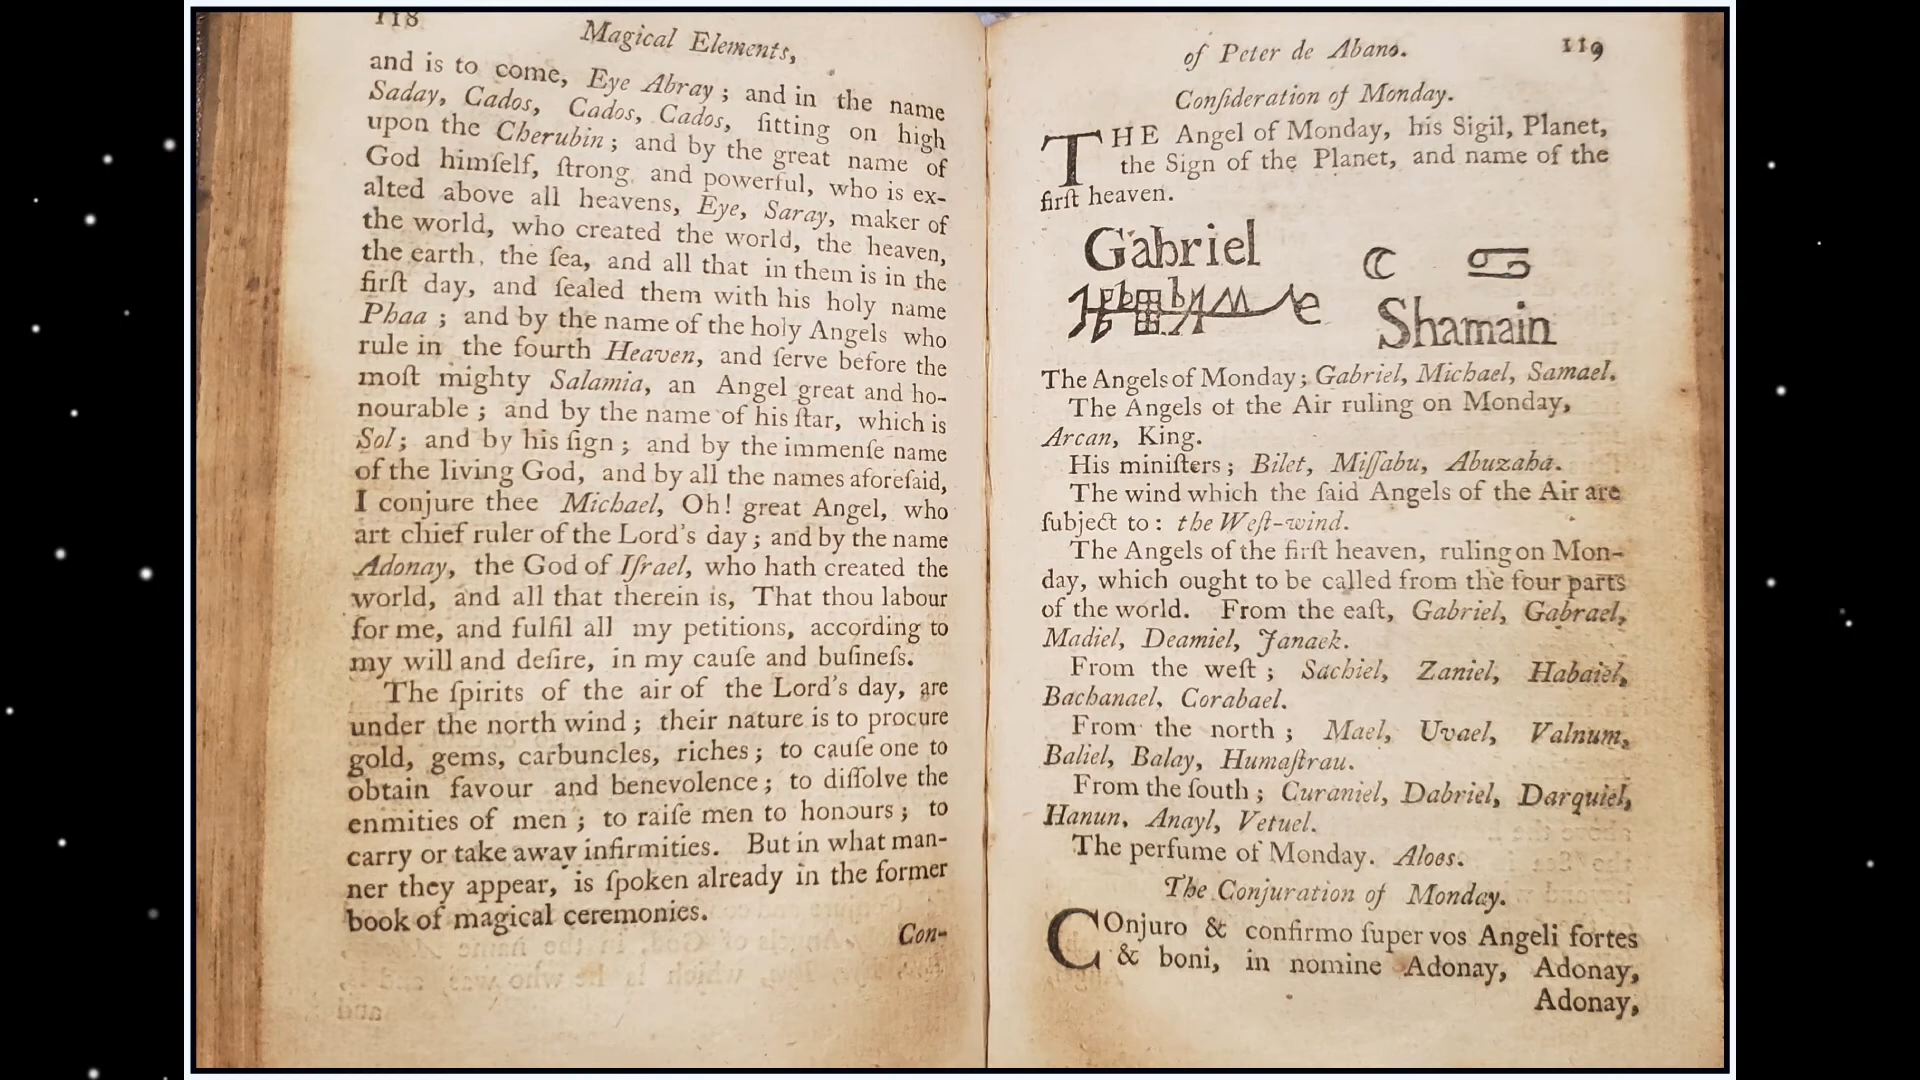 118
Magical Elements,
and is to come, Eye Abray ; and in the name
Saday, Cados, Cados, Cados, ſitting on high
upon the Cherubin ; and by the great name of
God himſelf, ſtrong and powerful, who is ex-
alted above all heavens, Eye, Saray, maker of
the world, who created the world, the heaven,
the earth, the ſea, and all that in them is in the
firſt day, and ſealed them with his holy name
Phaa ; and by the name of the holy Angels who
rule in the fourth Heaven, and ſerve before the
moſt mighty Salamia, an Angel great and ho-
nourable ; and by the name of his ſtar, which is
Sol ; and by his ſign ; and by the immenſe name
of the living God, and by all the names aforeſaid,
I conjure thee Michael, Oh! great Angel, who
art chief ruler of the Lord's day ; and by the name
Adonay, the God of Iſrael, who hath created the
world, and all that therein is, That thou labour
for me, and fulfil all my petitions, according to
my will and deſire, in my cauſe and buſineſs.
The ſpirits of the air of the Lord's day, are
under the north wind ; their nature is to procure
gold, gems, carbuncles, riches ; to cauſe one to
obtain favour and benevolence ; to diſſolve the
enmities of men ; to raiſe men to honours ; to
carry or take away infirmities. But in what man-
ner they appear, is ſpoken already in the former
book of magical ceremonies.
Con-
of Peter de Abano.
119
Conſideration of Monday.
THE Angel of Monday, his Sigil, Planet,
the Sign of the Planet, and name of the
firſt heaven.
Gabriel
☾ ♋
Shamain
The Angels of Monday ; Gabriel, Michael, Samael.
The Angels of the Air ruling on Monday,
Arcan, King.
His miniſters ; Bilet, Miſſabu, Abuzaha.
The wind which the ſaid Angels of the Air are
ſubject to : the Weſt-wind.
The Angels of the firſt heaven, ruling on Mon-
day, which ought to be called from the four parts
of the world. From the eaſt, Gabriel, Gabrael,
Madiel, Deamiel, Janaek.
From the weſt ; Sachiel, Zaniel, Habaiel,
Bachanael, Corabael.
From the north ; Mael, Uvael, Valnum,
Baliel, Balay, Humaſtrau.
From the ſouth ; Curaniel, Dabriel, Darquiel,
Hanun, Anayl, Vetuel.
The perfume of Monday. Aloes.
The Conjuration of Monday.
COnjuro & confirmo ſuper vos Angeli fortes
& boni, in nomine Adonay, Adonay,
Adonay,